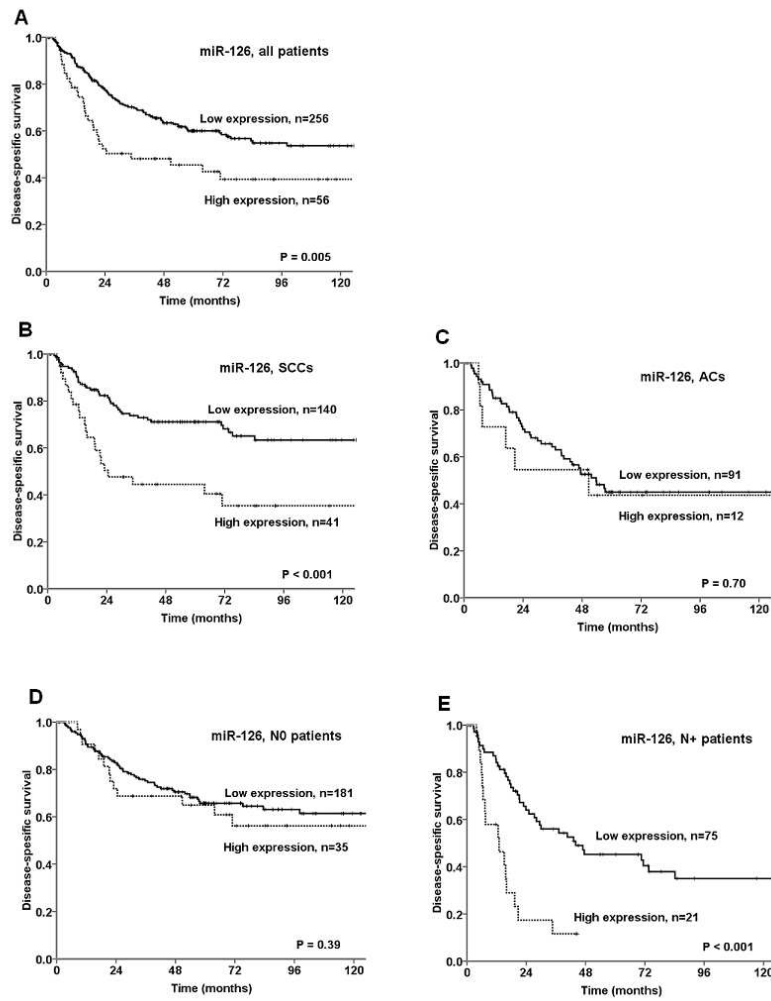 A
miR-126, all patients
Disease-spesific survival
1.0
0.8
0.6
0.4
0.2
0.0
Low expression, n=256
High expression, n=56
P = 0.005
0 24 48 72 96 120
Time (months)
B
miR-126, SCCs
Disease-spesific survival
1.0
0.8
0.6
0.4
0.2
0.0
Low expression, n=140
High expression, n=41
P < 0.001
0 24 48 72 96 120
Time (months)
C
miR-126, ACs
Disease-spesific survival
1.0
0.8
0.6
0.4
0.2
0.0
Low expression, n=91
High expression, n=12
P = 0.70
0 24 48 72 96 120
Time (months)
D
miR-126, N0 patients
Disease-spesific survival
1.0
0.8
0.6
0.4
0.2
0.0
Low expression, n=181
High expression, n=35
P = 0.39
0 24 48 72 96 120
Time (months)
E
miR-126, N+ patients
Disease-spesific survival
1.0
0.8
0.6
0.4
0.2
0.0
Low expression, n=75
High expression, n=21
P < 0.001
0 24 48 72 96 120
Time (months)